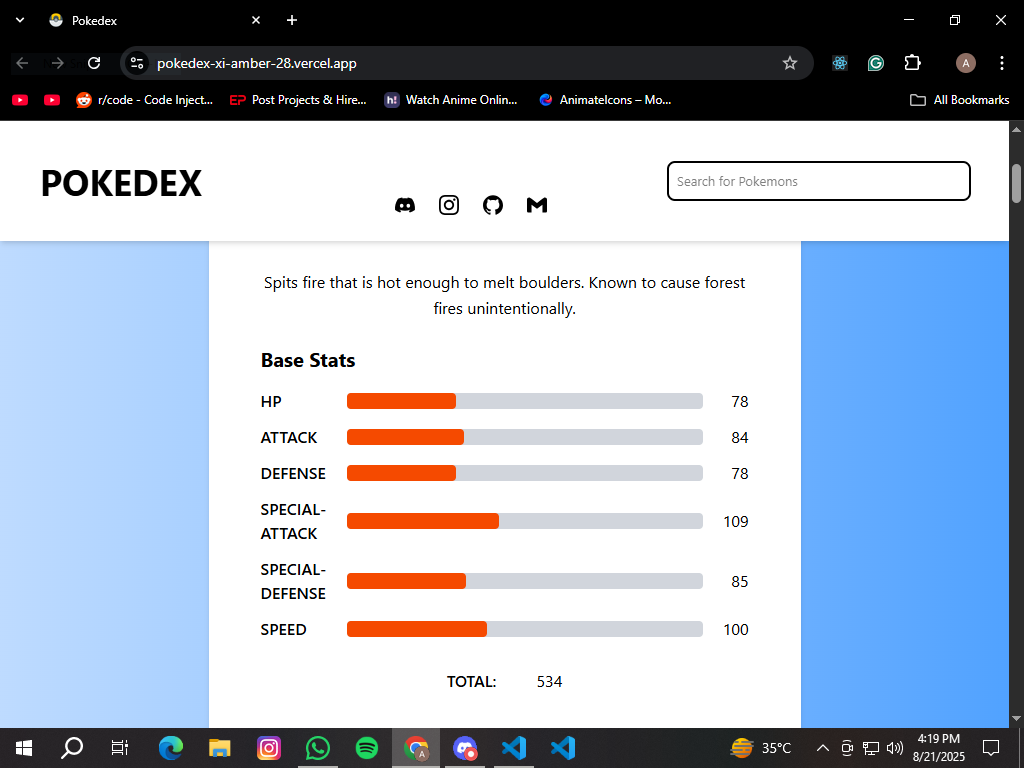 Pokedex
pokedex-xi-amber-28.vercel.app
A
r/code - Code Inject...
EP Post Projects & Hire...
h! Watch Anime Onlin...
AnimateIcons – Mo...
All Bookmarks
POKEDEX
Search for Pokemons
Spits fire that is hot enough to melt boulders. Known to cause forest
fires unintentionally.
Base Stats
HP 78
ATTACK 84
DEFENSE 78
SPECIAL-
ATTACK 109
SPECIAL-
DEFENSE 85
SPEED 100
TOTAL: 534
35°C
4:19 PM
8/21/2025